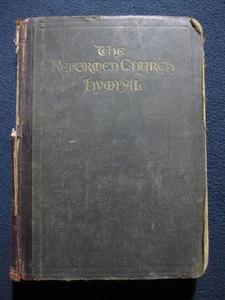 The
Reformed Church
Hymnal